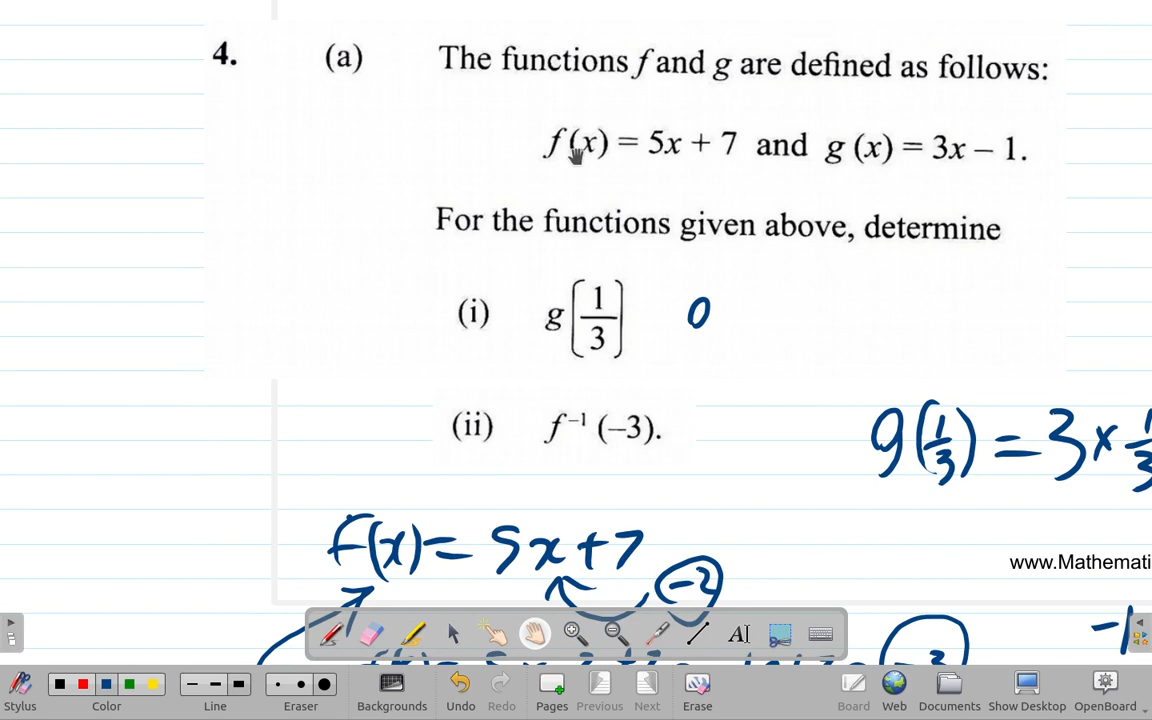 4. (a) The functions f and g are defined as follows:
f (x) = 5x + 7 and g (x) = 3x – 1.
For the functions given above, determine
(i) g(1/3) 0
(ii) f⁻¹ (–3).
g(1/3) = 3 × 1/3
f(x) = 5x + 7
www.Mathemati
-2
Stylus Color Line Eraser Backgrounds Undo Redo Pages Previous Next Erase Board Web Documents Show Desktop OpenBoard